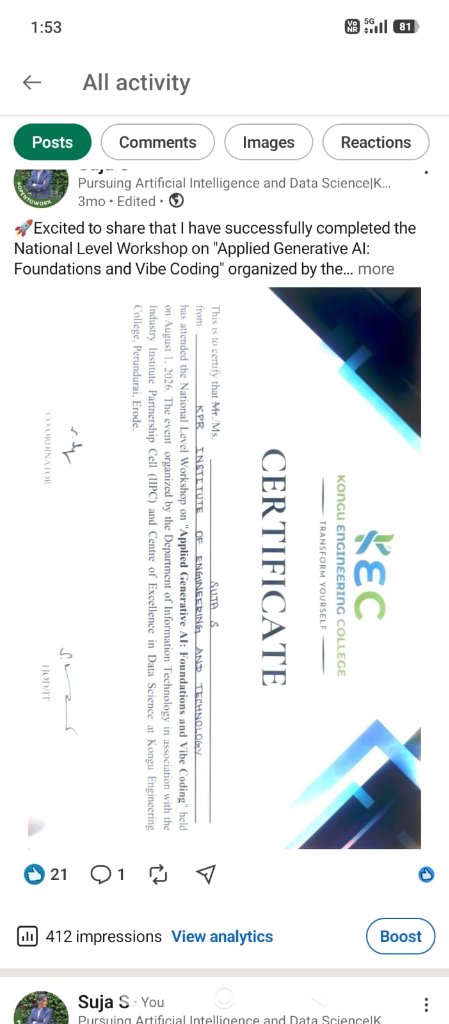 1:53
Vo
NR
5G
81
All activity
Posts
Comments
Images
Reactions
#OPENTOWORK
Pursuing Artificial Intelligence and Data Science|K...
3mo • Edited •
🚀Excited to share that I have successfully completed the
National Level Workshop on "Applied Generative AI:
Foundations and Vibe Coding" organized by the... more
KEC
KONGU ENGINEERING COLLEGE
TRANSFORM YOURSELF
CERTIFICATE
This is to certify that Mr./Ms. SUJA S
from KPR INSTITUTE OF ENGINEERING AND TECHNOLOGY
has attended the National Level Workshop on "Applied Generative AI: Foundations and Vibe Coding" held
on August 1, 2026. The event organized by the Department of Information Technology in association with the
Industry Institute Partnership Cell (IIPC) and Centre of Excellence in Data Science at Kongu Engineering
College, Perundurai, Erode.
COORDINATOR
HOD/IT
21
1
412 impressions
View analytics
Boost
Suja S • You
Pursuing Artificial Intelligence and Data Science|K